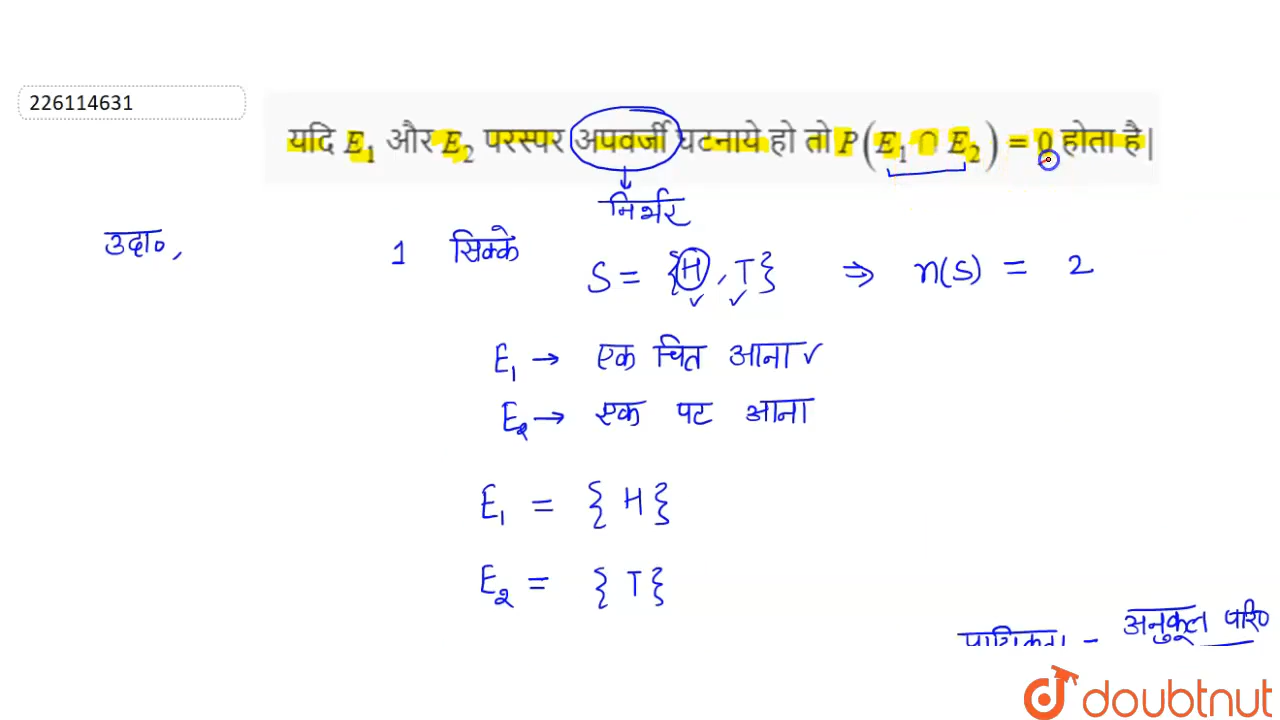 226114631
यदि E₁ और E₂ परस्पर अपवर्जी घटनाये हो तो P(E₁ ∩ E₂) = 0 होता है|
निर्भर
उदा०, 1 सिक्के
S = {H, T} ⇒ n(S) = 2
E₁ → एक चित आना ✓
E₂ → एक पट आना
E₁ = {H}
E₂ = {T}
अनुकूल परि०
doubtnut